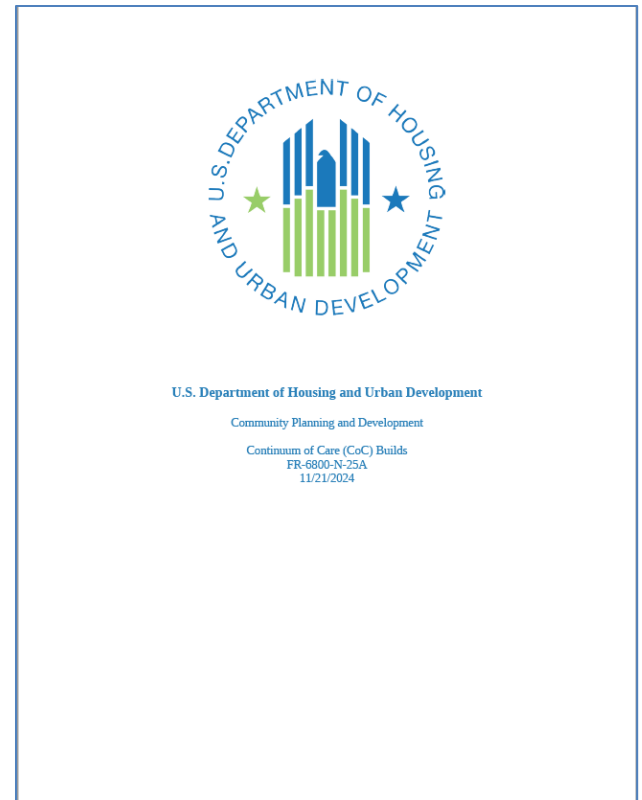 U.S. DEPARTMENT OF HOUSING
AND URBAN DEVELOPMENT
U.S. Department of Housing and Urban Development
Community Planning and Development
Continuum of Care (CoC) Builds
FR-6800-N-25A
11/21/2024